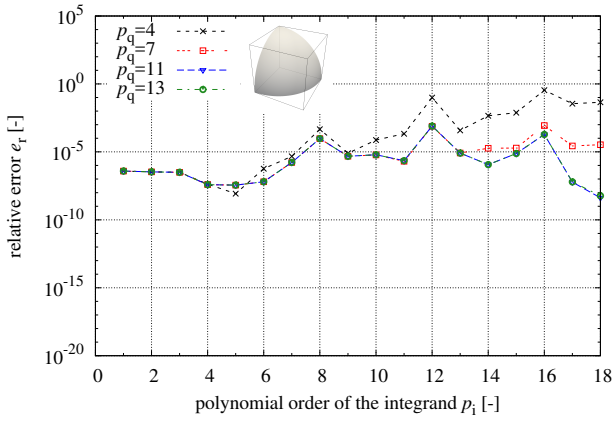 p_q=4
p_q=7
p_q=11
p_q=13
10^5
10^0
10^-5
10^-10
10^-15
10^-20
relative error e_r [-]
0 2 4 6 8 10 12 14 16 18
polynomial order of the integrand p_i [-]